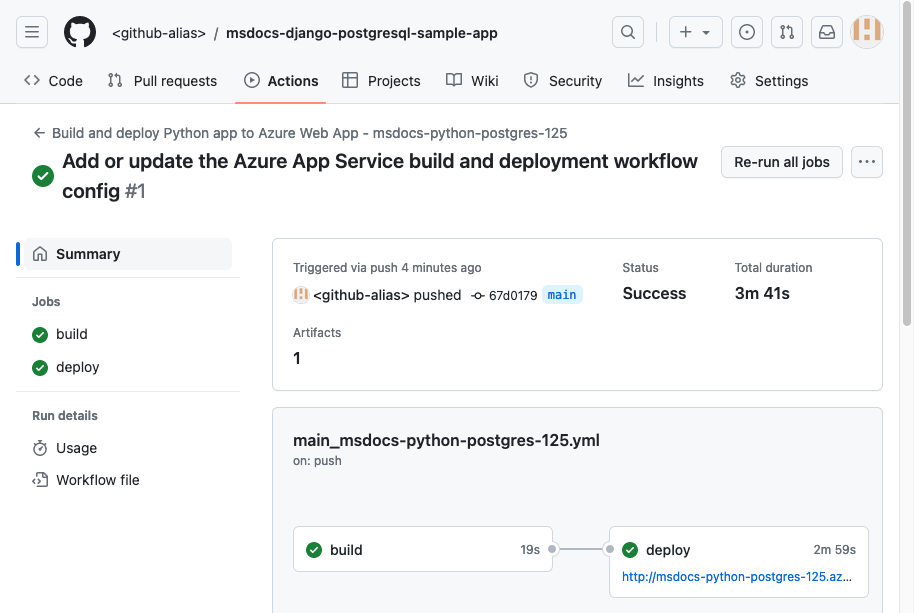 <github-alias> / msdocs-django-postgresql-sample-app
Code Pull requests Actions Projects Wiki Security Insights Settings
Build and deploy Python app to Azure Web App - msdocs-python-postgres-125
Add or update the Azure App Service build and deployment workflow
config #1
Re-run all jobs
Summary
Jobs
build
deploy
Run details
Usage
Workflow file
Triggered via push 4 minutes ago
<github-alias> pushed 67d0179 main
Status
Success
Total duration
3m 41s
Artifacts
1
main_msdocs-python-postgres-125.yml
on: push
build 19s
deploy 2m 59s
http://msdocs-python-postgres-125.az...